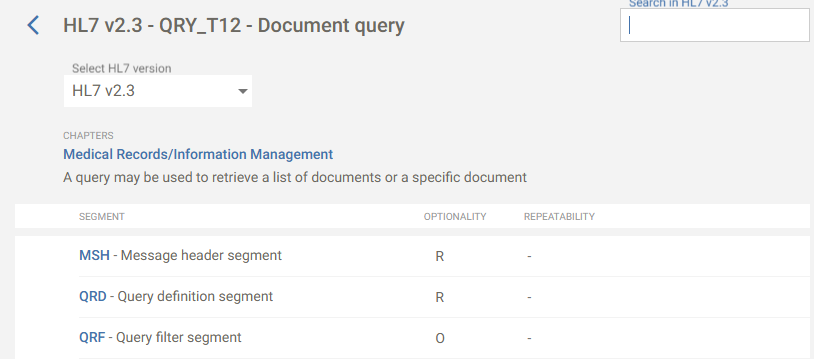 Search in HL7 v2.3
HL7 v2.3 - QRY_T12 - Document query
Select HL7 version
HL7 v2.3
CHAPTERS
Medical Records/Information Management
A query may be used to retrieve a list of documents or a specific document
SEGMENT OPTIONALITY REPEATABILITY
MSH - Message header segment R -
QRD - Query definition segment R -
QRF - Query filter segment O -